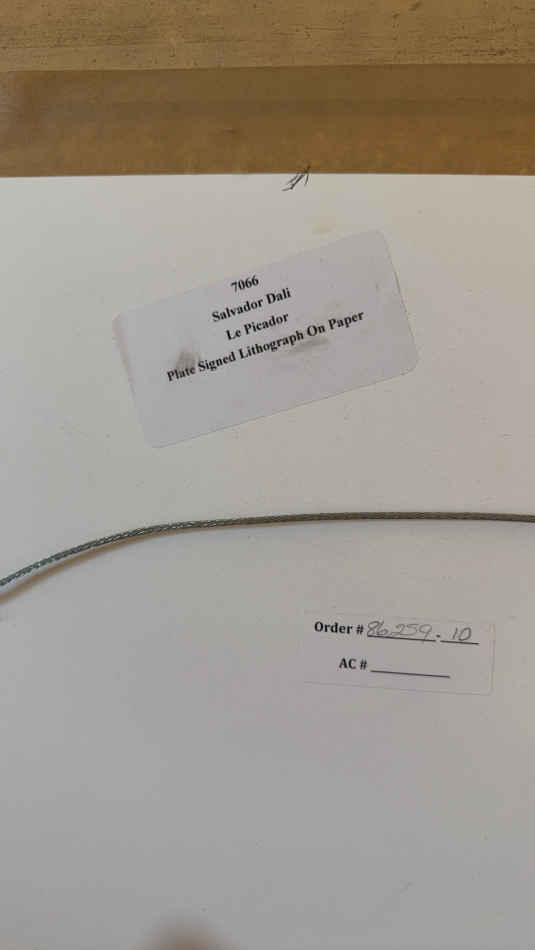 7066
Salvador Dali
Le Picador
Plate Signed Lithograph On Paper
Order # 86259 - 10
AC #